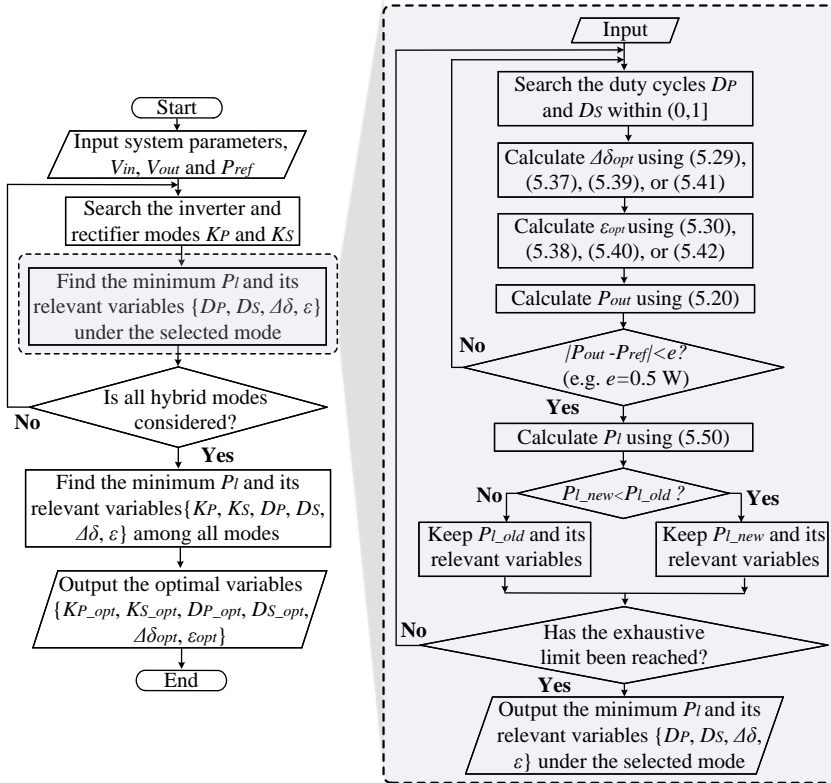 Start
Input system parameters,
Vin, Vout and Pref
Search the inverter and
rectifier modes KP and KS
Find the minimum Pl and its
relevant variables {DP, DS, Δδ, ε}
under the selected mode
Is all hybrid modes
considered?
No
Yes
Find the minimum Pl and its
relevant variables{KP, KS, DP, DS,
Δδ, ε} among all modes
Output the optimal variables
{KP_opt, KS_opt, DP_opt, DS_opt,
Δδopt, εopt}
End
Input
Search the duty cycles DP
and DS within (0,1]
Calculate Δδopt using (5.29),
(5.37), (5.39), or (5.41)
Calculate εopt using (5.30),
(5.38), (5.40), or (5.42)
Calculate Pout using (5.20)
No
|Pout -Pref|<e?
(e.g. e=0.5 W)
Yes
Calculate Pl using (5.50)
No
Pl_new<Pl_old ?
Yes
Keep Pl_old and its
relevant variables
Keep Pl_new and its
relevant variables
No
Has the exhaustive
limit been reached?
Yes
Output the minimum Pl and its
relevant variables {DP, DS, Δδ,
ε} under the selected mode